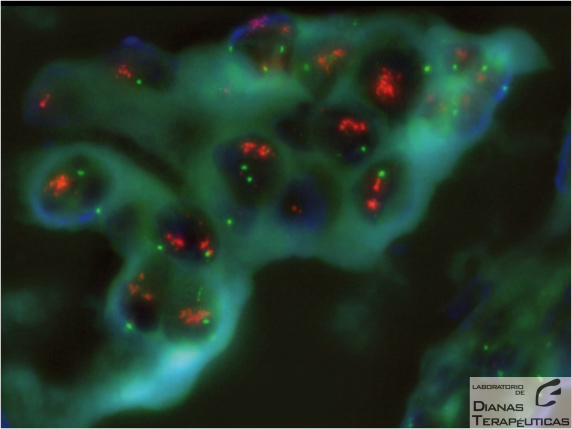 LABORATORIO
DE
DIANAS
TERAPÉUTICAS